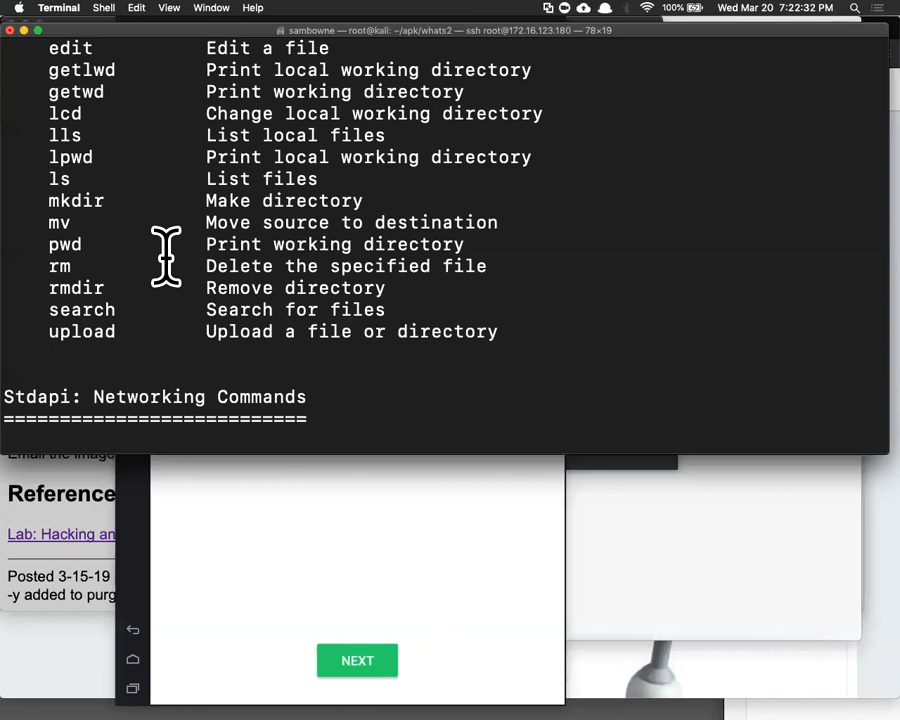 Terminal Shell Edit View Window Help 100% Wed Mar 20 7:22:32 PM
sambowne — root@kali: ~/apk/whats2 — ssh root@172.16.123.180 — 78×19
edit Edit a file
getlwd Print local working directory
getwd Print working directory
lcd Change local working directory
lls List local files
lpwd Print local working directory
ls List files
mkdir Make directory
mv Move source to destination
pwd Print working directory
rm Delete the specified file
rmdir Remove directory
search Search for files
upload Upload a file or directory
Stdapi: Networking Commands
===========================
Email the image
Reference
Lab: Hacking an
Posted 3-15-19
-y added to purg
NEXT